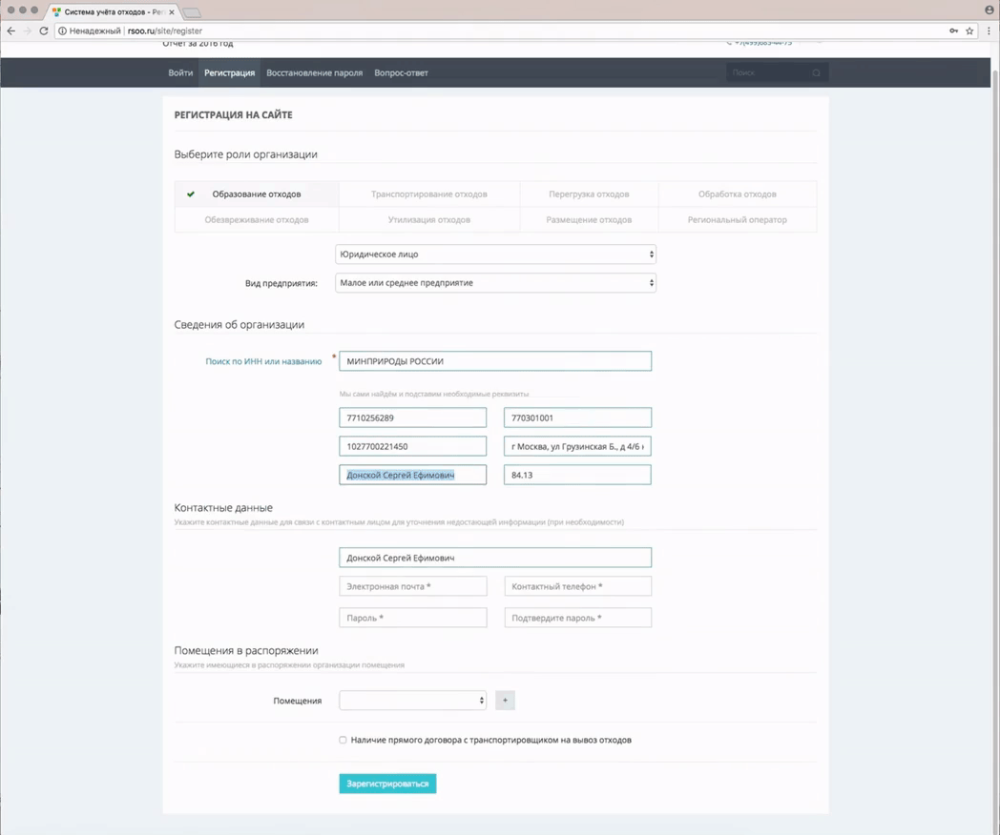 Система учёта отходов - Рег
Ненадежный rsoo.ru/site/register
Отчет за 2016 год +7(499)685-44-75
Войти Регистрация Восстановление пароля Вопрос-ответ Поиск
РЕГИСТРАЦИЯ НА САЙТЕ
Выберите роли организации
Образование отходов Транспортирование отходов Перегрузка отходов Обработка отходов
Обезвреживание отходов Утилизация отходов Размещение отходов Региональный оператор
Юридическое лицо
Вид предприятия: Малое или среднее предприятие
Сведения об организации
Поиск по ИНН или названию * МИНПРИРОДЫ РОССИИ
Мы сами найдём и подставим необходимые реквизиты
7710256289 770301001
1027700221450 г Москва, ул Грузинская Б., д 4/6
Донской Сергей Ефимович 84.13
Контактные данные
Укажите контактные данные для связи с контактным лицом для уточнения недостающей информации (при необходимости)
Донской Сергей Ефимович
Электронная почта * Контактный телефон *
Пароль * Подтвердите пароль *
Помещения в распоряжении
Укажите имеющиеся в распоряжении организации помещения
Помещения +
Наличие прямого договора с транспортировщиком на вывоз отходов
Зарегистрироваться